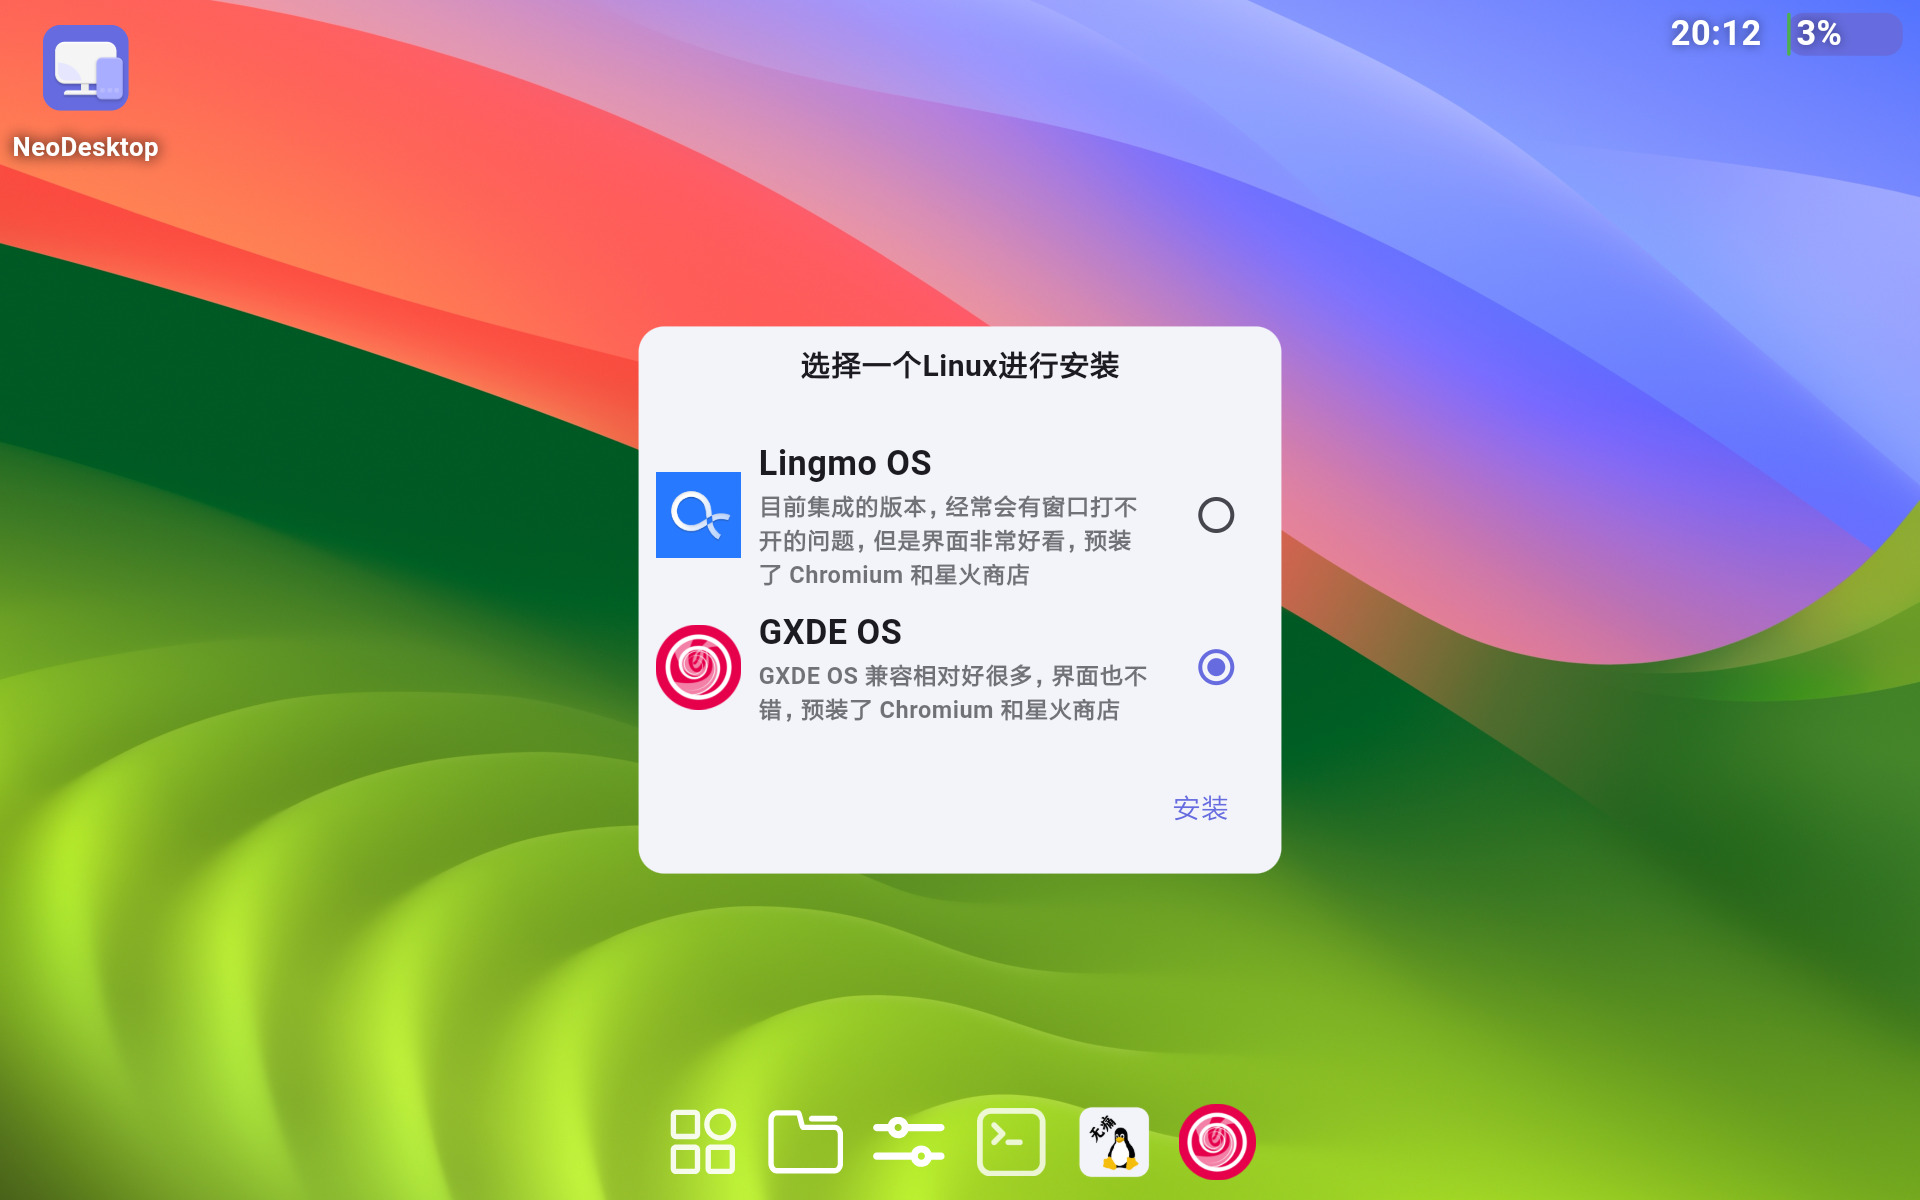 20:12 3%
NeoDesktop
选择一个Linux进行安装
Lingmo OS
目前集成的版本，经常会有窗口打不
开的问题，但是界面非常好看，预装
了 Chromium 和星火商店
GXDE OS
GXDE OS 兼容相对好很多，界面也不
错，预装了 Chromium 和星火商店
安装
无痛